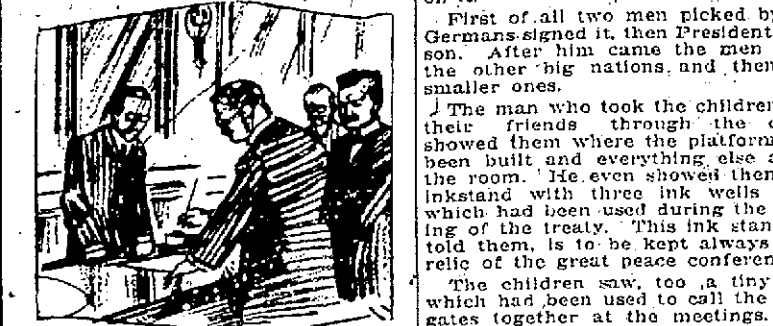 First of all two men picked by
Germans signed it, then President
son. After him came the men
the other big nations, and then
smaller ones.
The man who took the children
their friends through the
showed them where the platform
been built and everything else
the room. He even showed them
inkstand with three ink wells
which had been used during the
ing of the treaty. This ink stan
told them, is to be kept always
relic of the great peace conferen
The children saw, too, a tiny
which had been used to call the
gates together at the meetings.